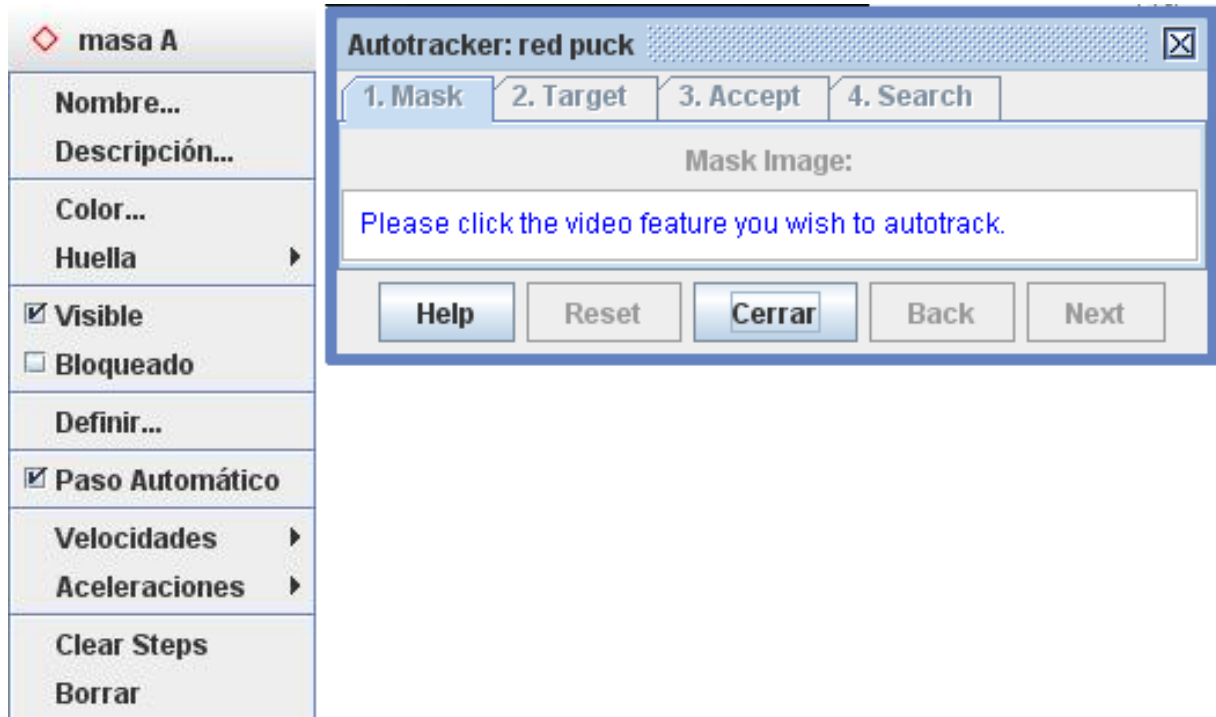 masa A
Nombre...
Descripción...
Color...
Huella
Visible
Bloqueado
Definir...
Paso Automático
Velocidades
Aceleraciones
Clear Steps
Borrar
Autotracker: red puck
1. Mask 2. Target 3. Accept 4. Search
Mask Image:
Please click the video feature you wish to autotrack.
Help Reset Cerrar Back Next